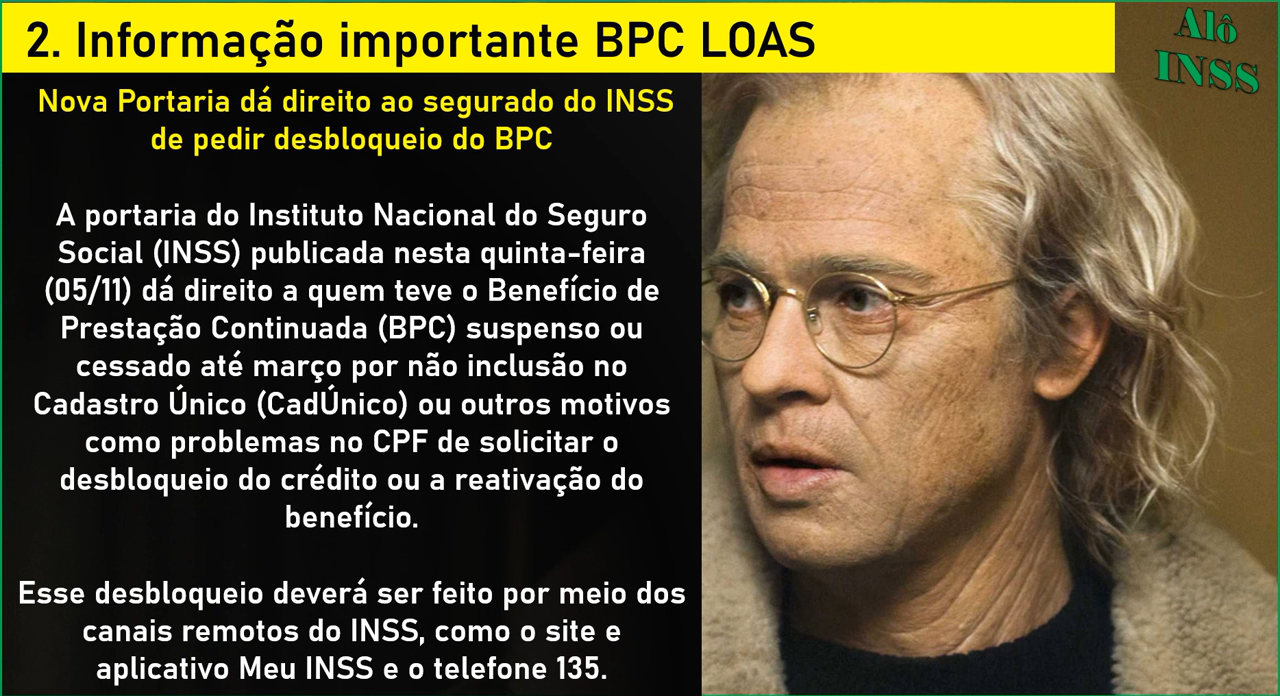 2. Informação importante BPC LOAS
Alô
INSS
Nova Portaria dá direito ao segurado do INSS
de pedir desbloqueio do BPC
A portaria do Instituto Nacional do Seguro
Social (INSS) publicada nesta quinta-feira
(05/11) dá direito a quem teve o Benefício de
Prestação Continuada (BPC) suspenso ou
cessado até março por não inclusão no
Cadastro Único (CadÚnico) ou outros motivos
como problemas no CPF de solicitar o
desbloqueio do crédito ou a reativação do
benefício.
Esse desbloqueio deverá ser feito por meio dos
canais remotos do INSS, como o site e
aplicativo Meu INSS e o telefone 135.